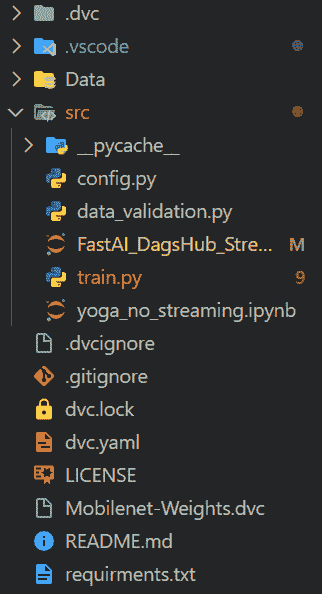 .dvc
.vscode
Data
src
__pycache__
config.py
data_validation.py
FastAI_DagsHub_Stre... M
train.py 9
yoga_no_streaming.ipynb
.dvcignore
.gitignore
dvc.lock
dvc.yaml
LICENSE
Mobilenet-Weights.dvc
README.md
requirments.txt